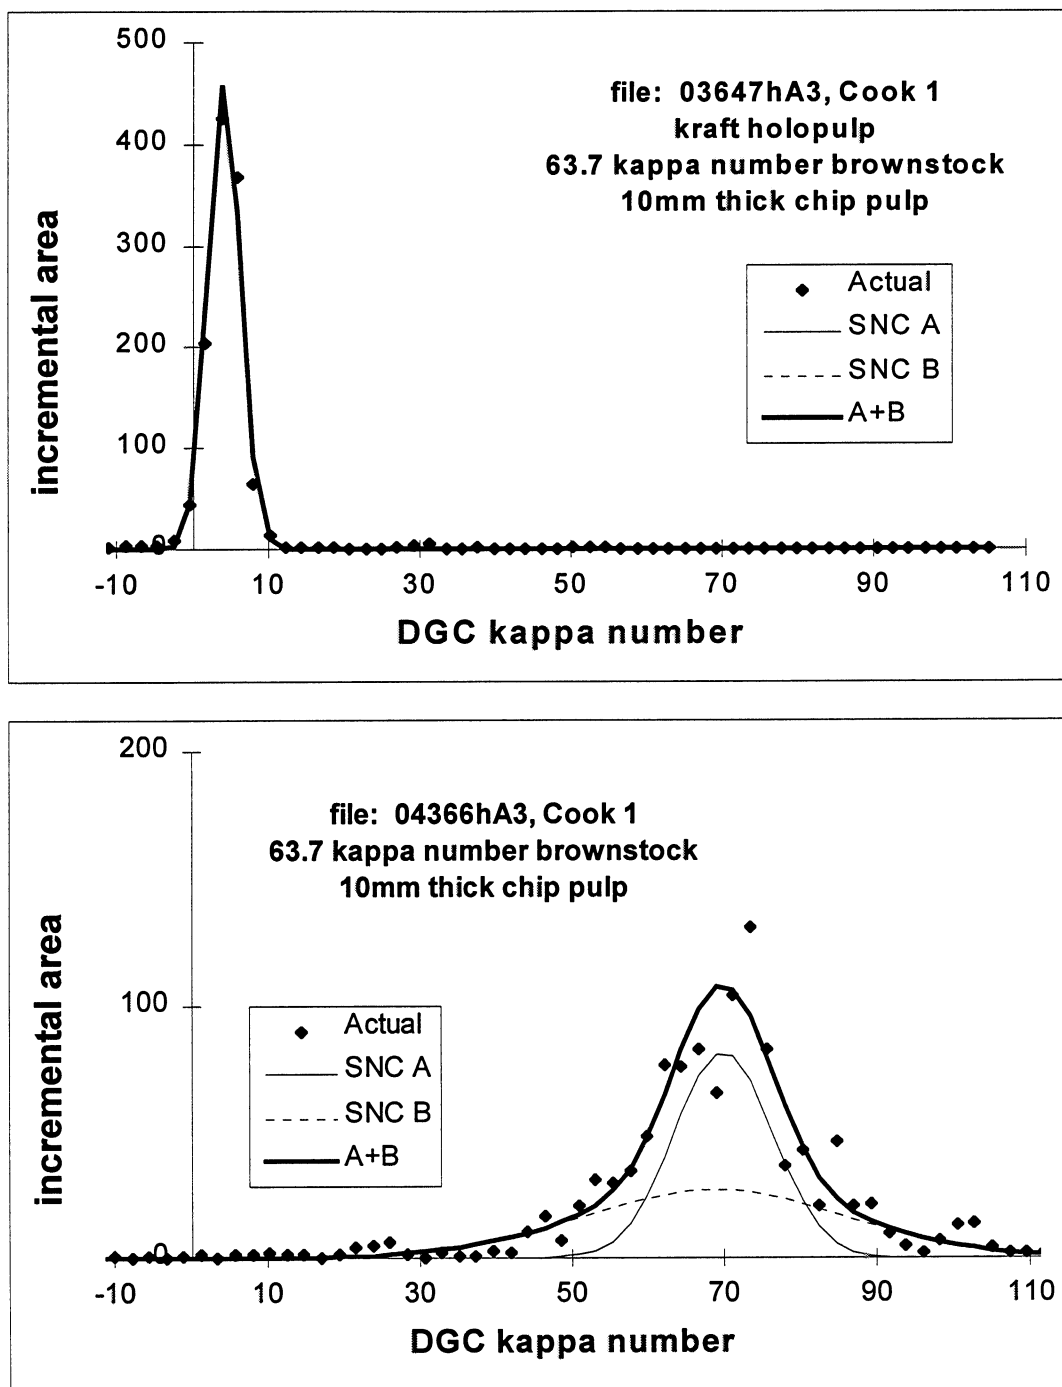 500
400
300
200
100
0
incremental area
file: 03647hA3, Cook 1
kraft holopulp
63.7 kappa number brownstock
10mm thick chip pulp
Actual
SNC A
SNC B
A+B
-10 10 30 50 70 90 110
DGC kappa number
200
100
0
incremental area
file: 04366hA3, Cook 1
63.7 kappa number brownstock
10mm thick chip pulp
Actual
SNC A
SNC B
A+B
-10 10 30 50 70 90 110
DGC kappa number